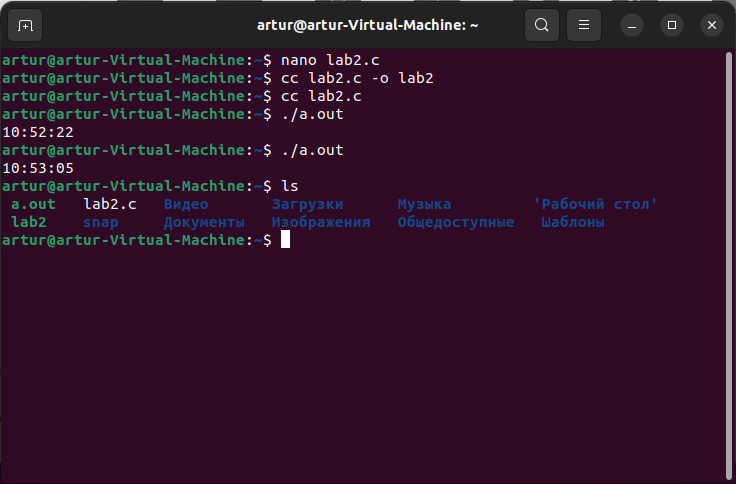 artur@artur-Virtual-Machine: ~
artur@artur-Virtual-Machine:~$ nano lab2.c
artur@artur-Virtual-Machine:~$ cc lab2.c -o lab2
artur@artur-Virtual-Machine:~$ cc lab2.c
artur@artur-Virtual-Machine:~$ ./a.out
10:52:22
artur@artur-Virtual-Machine:~$ ./a.out
10:53:05
artur@artur-Virtual-Machine:~$ ls
a.out lab2.c Видео Загрузки Музыка 'Рабочий стол'
lab2 snap Документы Изображения Общедоступные Шаблоны
artur@artur-Virtual-Machine:~$